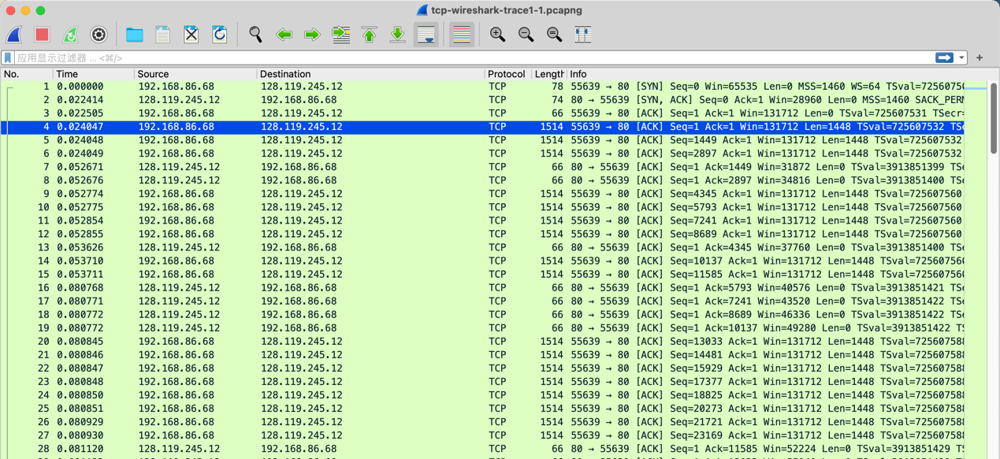 tcp-wireshark-trace1-1.pcapng
应用显示过滤器 … <⌘/>
No. Time Source Destination Protocol Length Info
1 0.000000 192.168.86.68 128.119.245.12 TCP 78 55639 → 80 [SYN] Seq=0 Win=65535 Len=0 MSS=1460 WS=64 TSval=72560750
2 0.022414 128.119.245.12 192.168.86.68 TCP 74 80 → 55639 [SYN, ACK] Seq=0 Ack=1 Win=28960 Len=0 MSS=1460 SACK_PERM
3 0.022505 192.168.86.68 128.119.245.12 TCP 66 55639 → 80 [ACK] Seq=1 Ack=1 Win=131712 Len=0 TSval=725607531 TSecr=
4 0.024047 192.168.86.68 128.119.245.12 TCP 1514 55639 → 80 [ACK] Seq=1 Ack=1 Win=131712 Len=1448 TSval=725607532 TSe
5 0.024048 192.168.86.68 128.119.245.12 TCP 1514 55639 → 80 [ACK] Seq=1449 Ack=1 Win=131712 Len=1448 TSval=725607532
6 0.024049 192.168.86.68 128.119.245.12 TCP 1514 55639 → 80 [ACK] Seq=2897 Ack=1 Win=131712 Len=1448 TSval=725607532
7 0.052671 128.119.245.12 192.168.86.68 TCP 66 80 → 55639 [ACK] Seq=1 Ack=1449 Win=31872 Len=0 TSval=3913851399 TSe
8 0.052676 128.119.245.12 192.168.86.68 TCP 66 80 → 55639 [ACK] Seq=1 Ack=2897 Win=34816 Len=0 TSval=3913851400 TSe
9 0.052774 192.168.86.68 128.119.245.12 TCP 1514 55639 → 80 [ACK] Seq=4345 Ack=1 Win=131712 Len=1448 TSval=725607560
10 0.052775 192.168.86.68 128.119.245.12 TCP 1514 55639 → 80 [ACK] Seq=5793 Ack=1 Win=131712 Len=1448 TSval=725607560
11 0.052854 192.168.86.68 128.119.245.12 TCP 1514 55639 → 80 [ACK] Seq=7241 Ack=1 Win=131712 Len=1448 TSval=725607560
12 0.052855 192.168.86.68 128.119.245.12 TCP 1514 55639 → 80 [ACK] Seq=8689 Ack=1 Win=131712 Len=1448 TSval=725607560
13 0.053626 128.119.245.12 192.168.86.68 TCP 66 80 → 55639 [ACK] Seq=1 Ack=4345 Win=37760 Len=0 TSval=3913851400 TSe
14 0.053710 192.168.86.68 128.119.245.12 TCP 1514 55639 → 80 [ACK] Seq=10137 Ack=1 Win=131712 Len=1448 TSval=72560756
15 0.053711 192.168.86.68 128.119.245.12 TCP 1514 55639 → 80 [ACK] Seq=11585 Ack=1 Win=131712 Len=1448 TSval=72560756
16 0.080768 128.119.245.12 192.168.86.68 TCP 66 80 → 55639 [ACK] Seq=1 Ack=5793 Win=40576 Len=0 TSval=3913851421 TSe
17 0.080771 128.119.245.12 192.168.86.68 TCP 66 80 → 55639 [ACK] Seq=1 Ack=7241 Win=43520 Len=0 TSval=3913851422 TSe
18 0.080772 128.119.245.12 192.168.86.68 TCP 66 80 → 55639 [ACK] Seq=1 Ack=8689 Win=46336 Len=0 TSval=3913851422 TSe
19 0.080772 128.119.245.12 192.168.86.68 TCP 66 80 → 55639 [ACK] Seq=1 Ack=10137 Win=49280 Len=0 TSval=3913851422 TS
20 0.080845 192.168.86.68 128.119.245.12 TCP 1514 55639 → 80 [ACK] Seq=13033 Ack=1 Win=131712 Len=1448 TSval=72560758
21 0.080846 192.168.86.68 128.119.245.12 TCP 1514 55639 → 80 [ACK] Seq=14481 Ack=1 Win=131712 Len=1448 TSval=72560758
22 0.080847 192.168.86.68 128.119.245.12 TCP 1514 55639 → 80 [ACK] Seq=15929 Ack=1 Win=131712 Len=1448 TSval=72560758
23 0.080848 192.168.86.68 128.119.245.12 TCP 1514 55639 → 80 [ACK] Seq=17377 Ack=1 Win=131712 Len=1448 TSval=72560758
24 0.080850 192.168.86.68 128.119.245.12 TCP 1514 55639 → 80 [ACK] Seq=18825 Ack=1 Win=131712 Len=1448 TSval=72560758
25 0.080851 192.168.86.68 128.119.245.12 TCP 1514 55639 → 80 [ACK] Seq=20273 Ack=1 Win=131712 Len=1448 TSval=72560758
26 0.080929 192.168.86.68 128.119.245.12 TCP 1514 55639 → 80 [ACK] Seq=21721 Ack=1 Win=131712 Len=1448 TSval=72560758
27 0.080930 192.168.86.68 128.119.245.12 TCP 1514 55639 → 80 [ACK] Seq=23169 Ack=1 Win=131712 Len=1448 TSval=72560758
28 0.081120 128.119.245.12 192.168.86.68 TCP 66 80 → 55639 [ACK] Seq=1 Ack=11585 Win=52224 Len=0 TSval=3913851429 TS